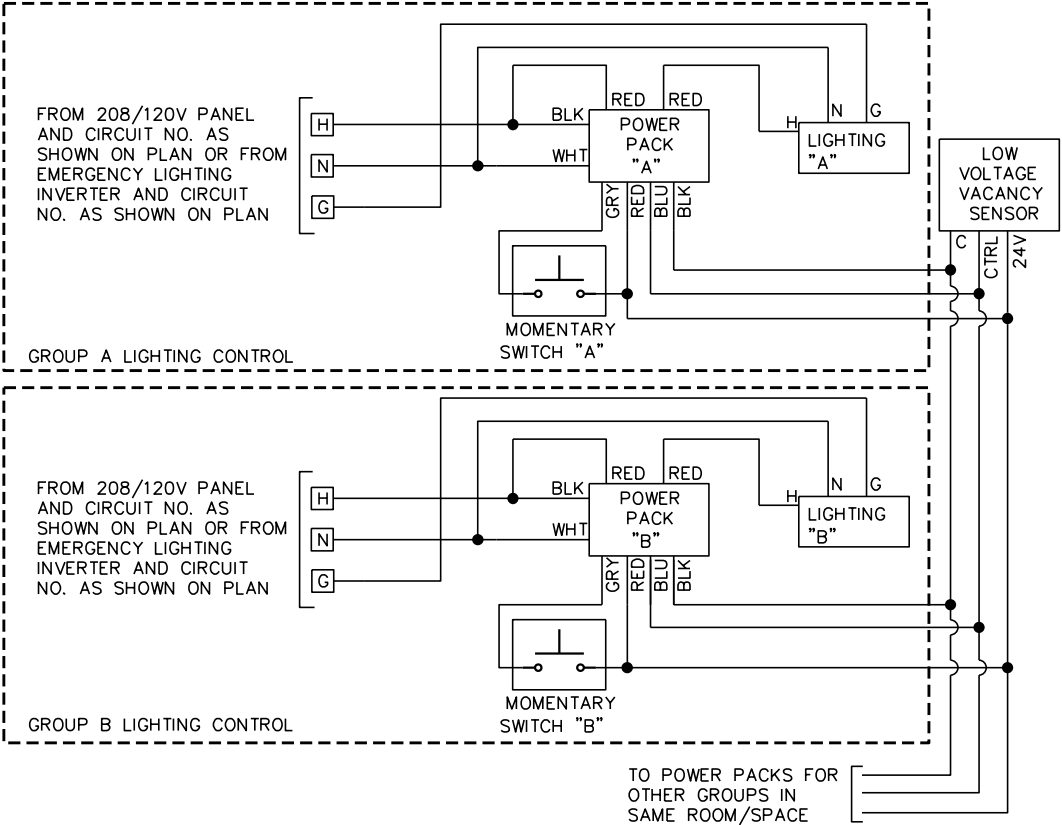 FROM 208/120V PANEL
AND CIRCUIT NO. AS
SHOWN ON PLAN OR FROM
EMERGENCY LIGHTING
INVERTER AND CIRCUIT
NO. AS SHOWN ON PLAN
H
N
G
BLK
WHT
RED
RED
POWER
PACK
"A"
GRY
RED
BLU
BLK
H
N
G
LIGHTING
"A"
MOMENTARY
SWITCH "A"
GROUP A LIGHTING CONTROL
LOW
VOLTAGE
VACANCY
SENSOR
C
CTRL
24V
FROM 208/120V PANEL
AND CIRCUIT NO. AS
SHOWN ON PLAN OR FROM
EMERGENCY LIGHTING
INVERTER AND CIRCUIT
NO. AS SHOWN ON PLAN
H
N
G
BLK
WHT
RED
RED
POWER
PACK
"B"
GRY
RED
BLU
BLK
H
N
G
LIGHTING
"B"
MOMENTARY
SWITCH "B"
GROUP B LIGHTING CONTROL
TO POWER PACKS FOR
OTHER GROUPS IN
SAME ROOM/SPACE